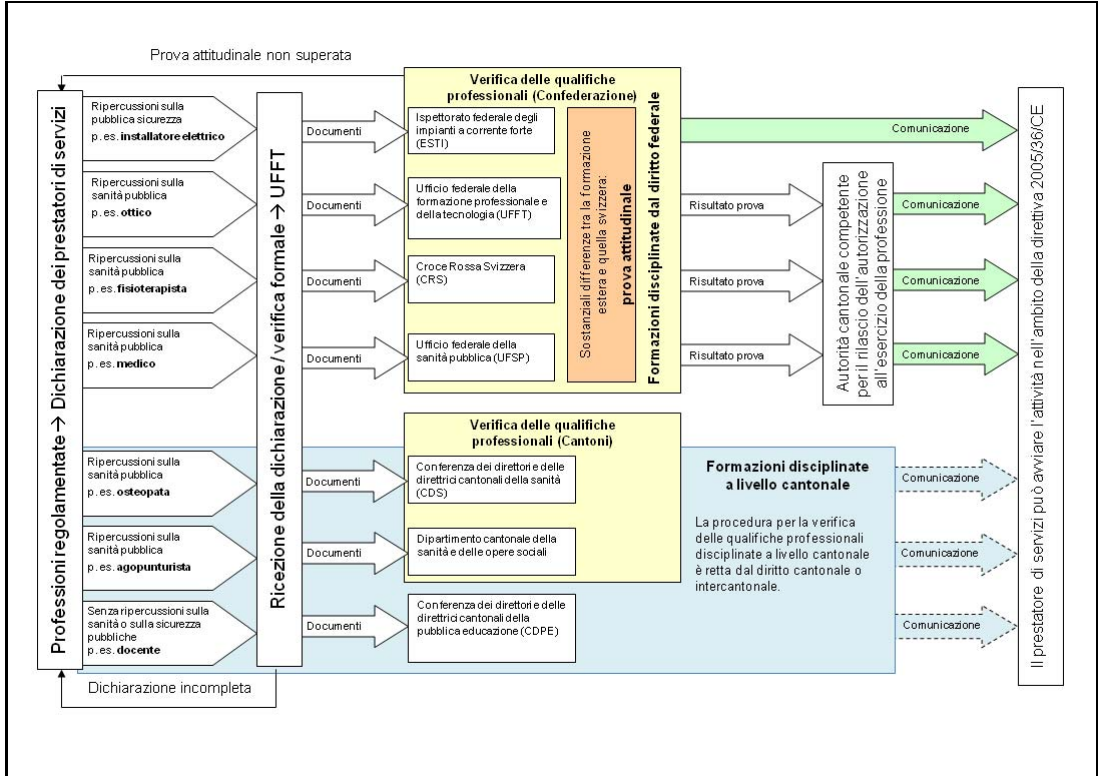 Prova attitudinale non superata
Professioni regolamentate → Dichiarazione dei prestatori di servizi
Ripercussioni sulla
pubblica sicurezza
p. es. installatore elettrico
Ripercussioni sulla
sanità pubblica
p. es. ottico
Ripercussioni sulla
sanità pubblica
p. es. fisioterapista
Ripercussioni sulla
sanità pubblica
p. es. medico
Ripercussioni sulla
sanità pubblica
p. es. osteopata
Ripercussioni sulla
sanità pubblica
p. es. agopunturista
Senza ripercussioni sulla
sanità o sulla sicurezza
pubbliche
p. es. docente
Ricezione della dichiarazione / verifica formale → UFFT
Documenti
Documenti
Documenti
Documenti
Documenti
Documenti
Documenti
Verifica delle qualifiche
professionali (Confederazione)
Ispettorato federale degli
impianti a corrente forte
(ESTI)
Ufficio federale della
formazione professionale e
della tecnologia (UFFT)
Croce Rossa Svizzera
(CRS)
Ufficio federale della
sanità pubblica (UFSP)
Sostanziali differenze tra la formazione
estera e quella svizzera:
prova attitudinale
Formazioni disciplinate dal diritto federale
Verifica delle qualifiche
professionali (Cantoni)
Conferenza dei direttori e delle
direttrici cantonali della sanità
(CDS)
Dipartimento cantonale della
sanità e delle opere sociali
Conferenza dei direttori e delle
direttrici cantonali della
pubblica educazione (CDPE)
Formazioni disciplinate
a livello cantonale
La procedura per la verifica
delle qualifiche professionali
disciplinate a livello cantonale
è retta dal diritto cantonale o
intercantonale.
Comunicazione
Risultato prova
Risultato prova
Risultato prova
Autorità cantonale competente
per il rilascio dell'autorizzazione
all'esercizio della professione
Comunicazione
Comunicazione
Comunicazione
Comunicazione
Comunicazione
Comunicazione
Il prestatore di servizi può avviare l'attività nell'ambito della direttiva 2005/36/CE
Dichiarazione incompleta